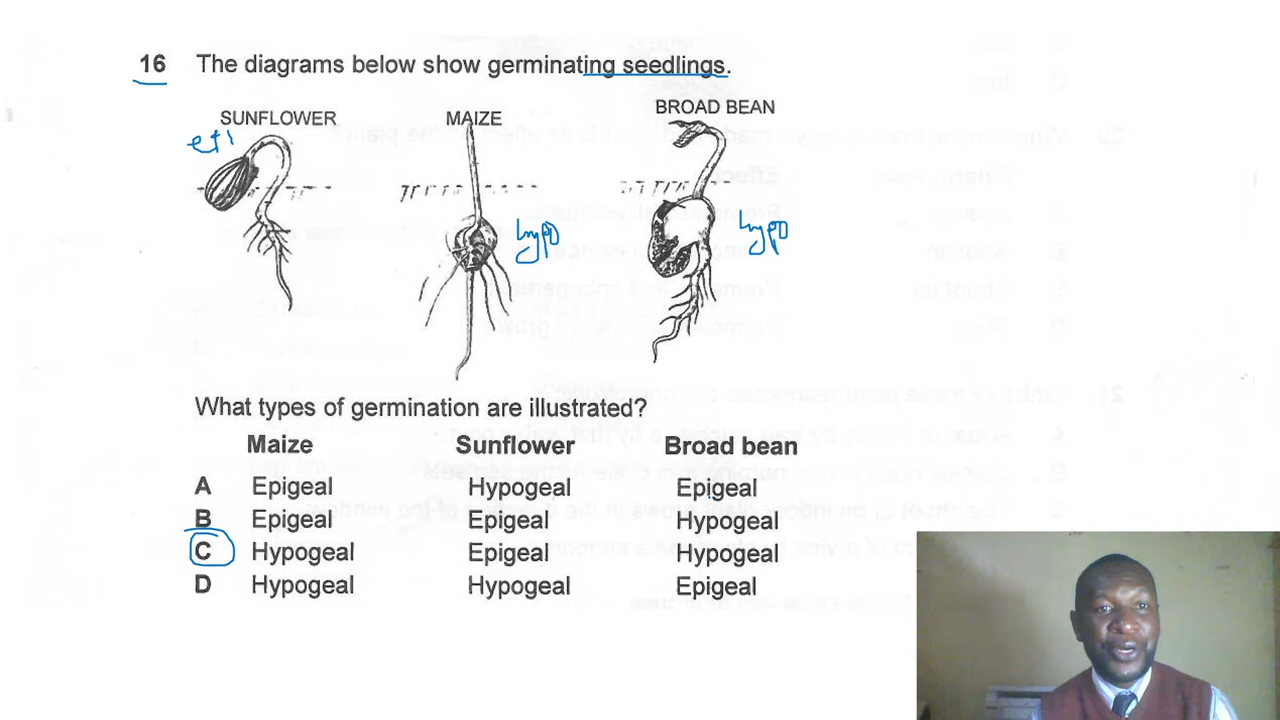 16 The diagrams below show germinating seedlings.
SUNFLOWER MAIZE BROAD BEAN
epi
hypo hypo
What types of germination are illustrated?
Maize Sunflower Broad bean
A Epigeal Hypogeal Epigeal
B Epigeal Epigeal Hypogeal
C Hypogeal Epigeal Hypogeal
D Hypogeal Hypogeal Epigeal